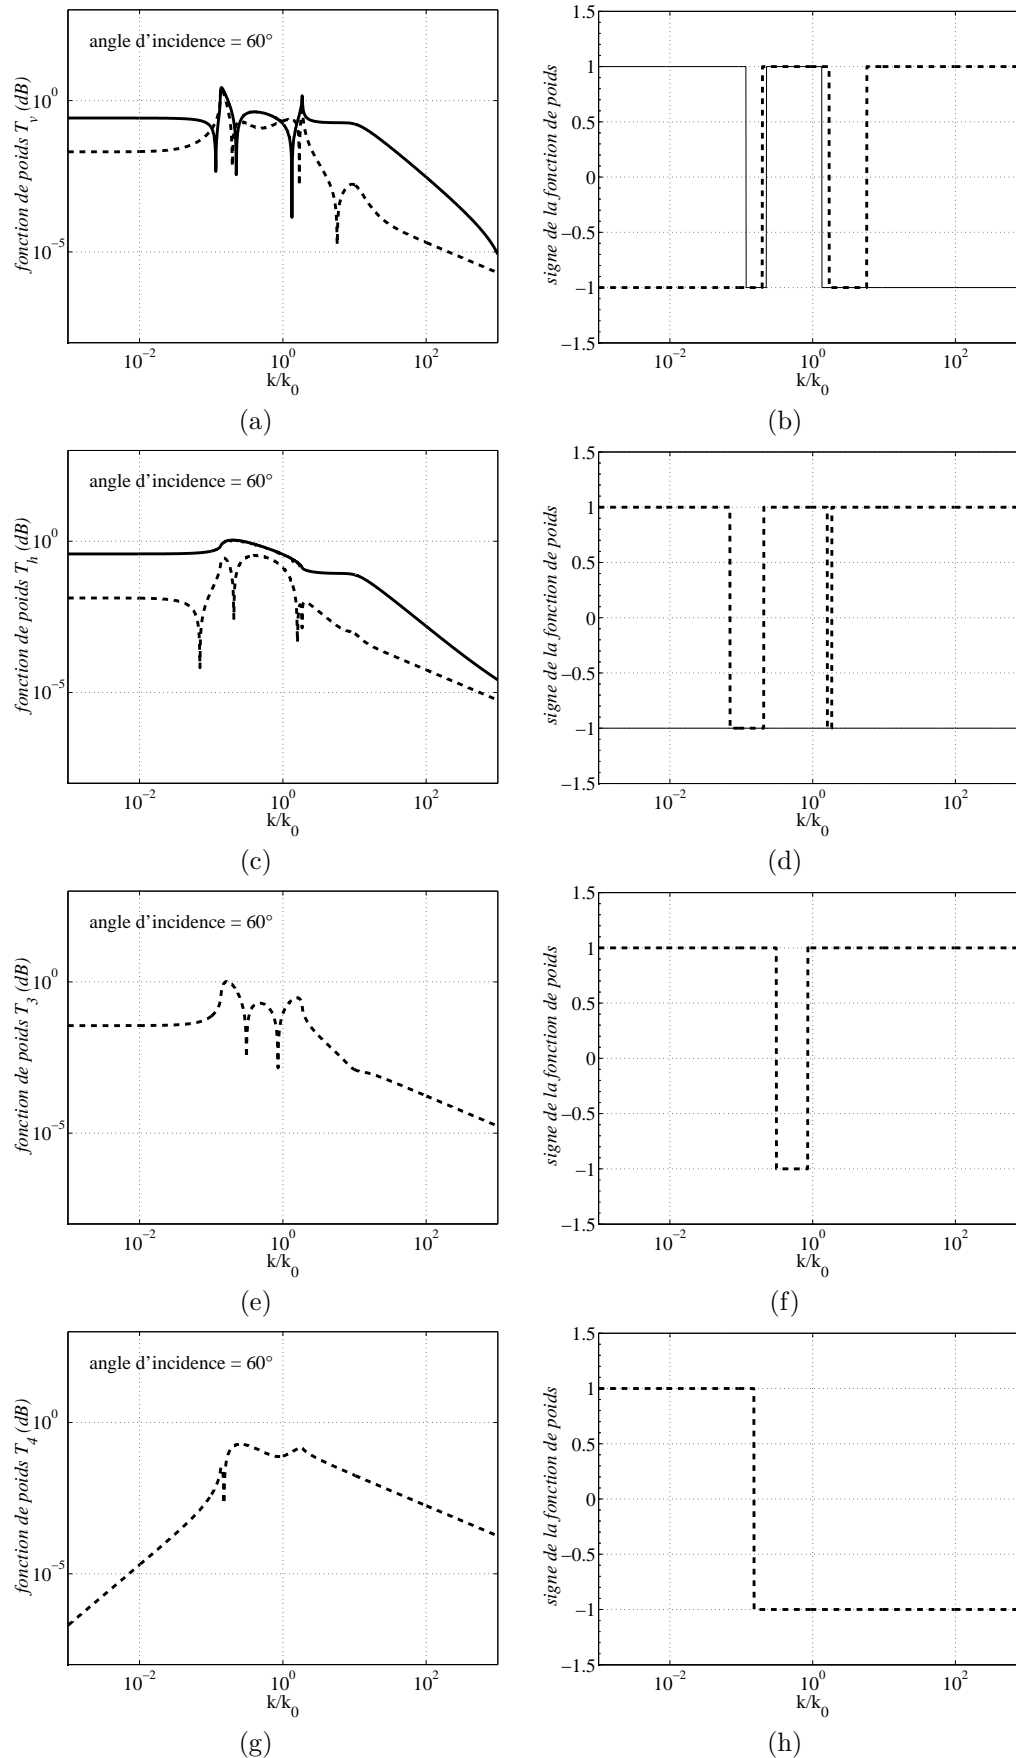 angle d'incidence = 60°
fonction de poids T_v (dB)
10^0
10^-5
10^-2
10^0
10^2
k/k_0
(a)
signe de la fonction de poids
1.5
1
0.5
0
−0.5
−1
−1.5
10^-2
10^0
10^2
k/k_0
(b)
angle d'incidence = 60°
fonction de poids T_h (dB)
10^0
10^-5
10^-2
10^0
10^2
k/k_0
(c)
signe de la fonction de poids
1.5
1
0.5
0
−0.5
−1
−1.5
10^-2
10^0
10^2
k/k_0
(d)
angle d'incidence = 60°
fonction de poids T_3 (dB)
10^0
10^-5
10^-2
10^0
10^2
k/k_0
(e)
signe de la fonction de poids
1.5
1
0.5
0
−0.5
−1
−1.5
10^-2
10^0
10^2
k/k_0
(f)
angle d'incidence = 60°
fonction de poids T_4 (dB)
10^0
10^-5
10^-2
10^0
10^2
k/k_0
(g)
signe de la fonction de poids
1.5
1
0.5
0
−0.5
−1
−1.5
10^-2
10^0
10^2
k/k_0
(h)